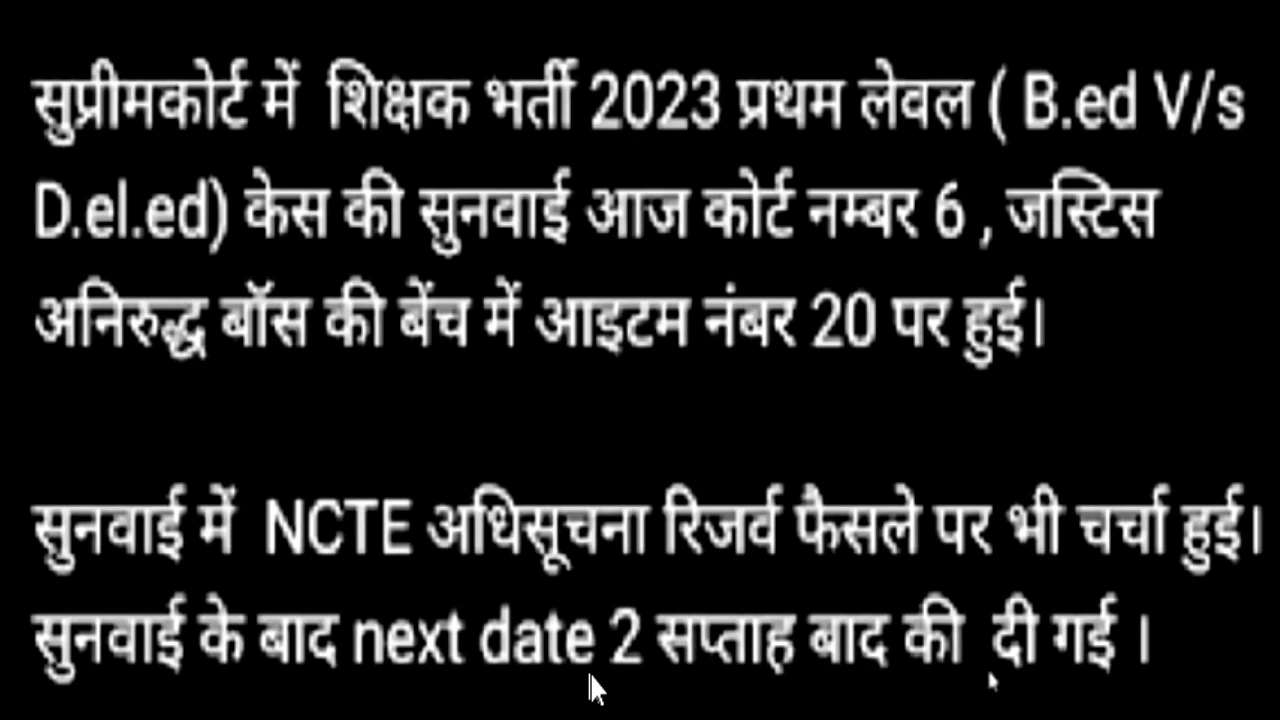 सुप्रीमकोर्ट में शिक्षक भर्ती 2023 प्रथम लेवल ( B.ed V/s
D.el.ed) केस की सुनवाई आज कोर्ट नम्बर 6 , जस्टिस
अनिरुद्ध बॉस की बेंच में आइटम नंबर 20 पर हुई।
सुनवाई में NCTE अधिसूचना रिजर्व फैसले पर भी चर्चा हुई।
सुनवाई के बाद next date 2 सप्ताह बाद की दी गई ।